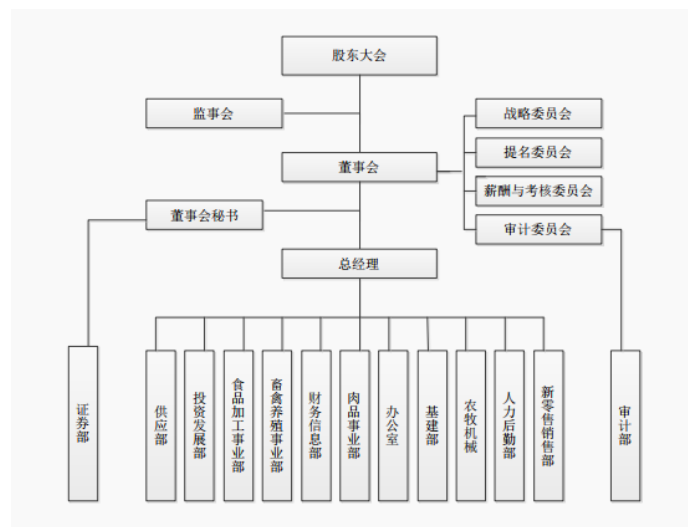 股东大会
监事会
战略委员会
提名委员会
董事会
薪酬与考核委员会
董事会秘书
审计委员会
总经理
证券部
供应部
投资发展部
食品加工事业部
畜禽养殖事业部
财务信息部
肉品事业部
办公室
基建部
农牧机械
人力后勤部
新零售销售部
审计部